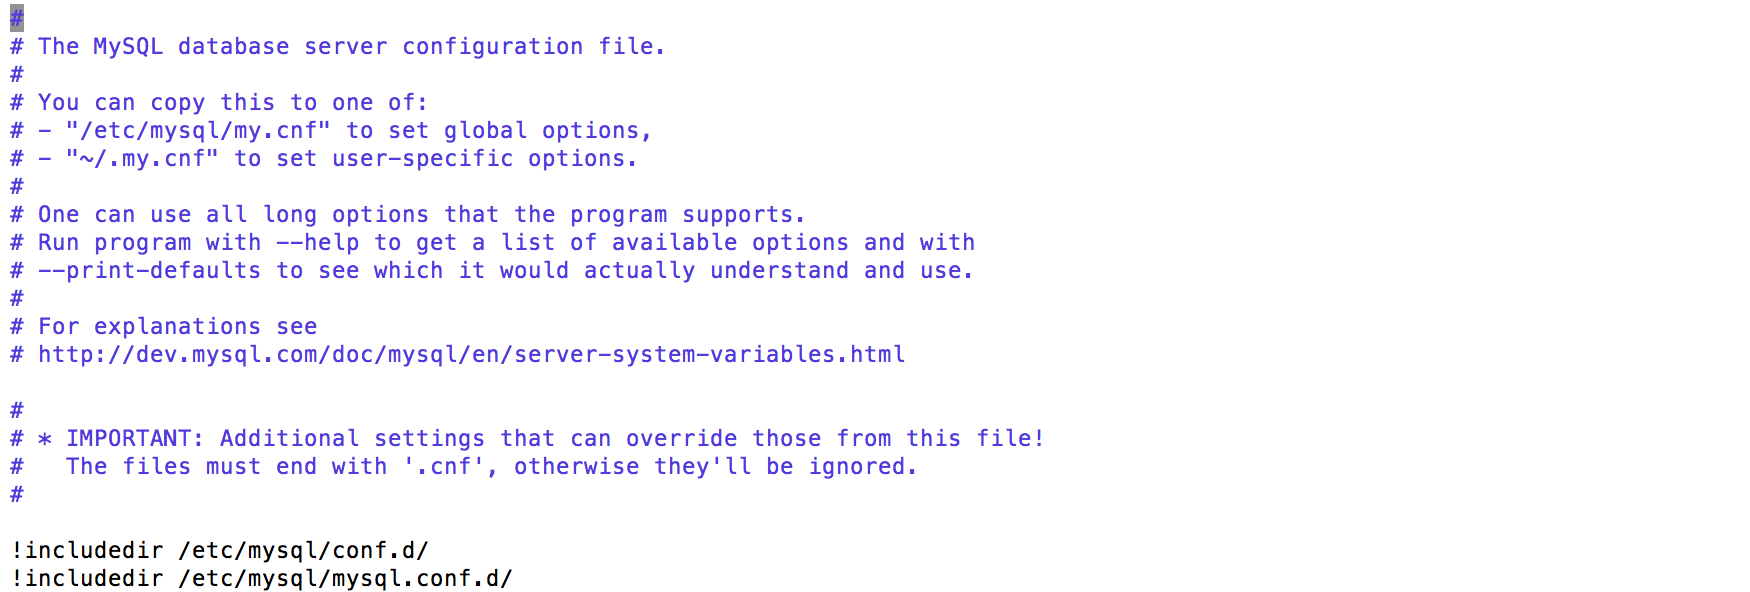 #
# The MySQL database server configuration file.
#
# You can copy this to one of:
# - "/etc/mysql/my.cnf" to set global options,
# - "~/.my.cnf" to set user-specific options.
#
# One can use all long options that the program supports.
# Run program with --help to get a list of available options and with
# --print-defaults to see which it would actually understand and use.
#
# For explanations see
# http://dev.mysql.com/doc/mysql/en/server-system-variables.html

#
# * IMPORTANT: Additional settings that can override those from this file!
#   The files must end with '.cnf', otherwise they'll be ignored.
#

!includedir /etc/mysql/conf.d/
!includedir /etc/mysql/mysql.conf.d/